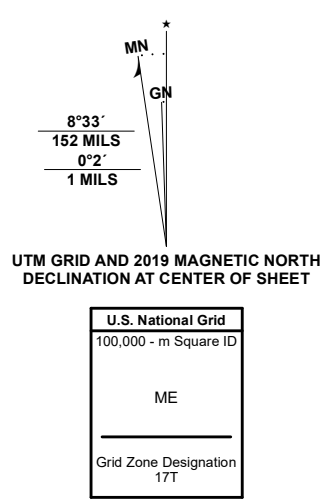 ★
MN
GN
8°33´
152 MILS
0°2´
1 MILS
UTM GRID AND 2019 MAGNETIC NORTH
DECLINATION AT CENTER OF SHEET
U.S. National Grid
100,000 - m Square ID
ME
Grid Zone Designation
17T